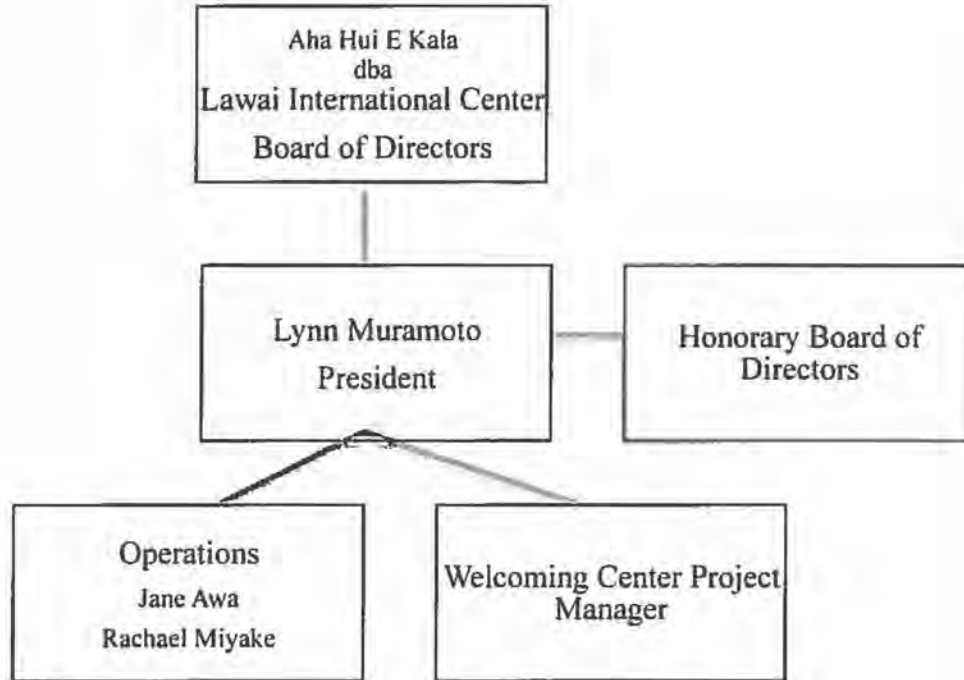 Aha Hui E Kala
dba
Lawai International Center
Board of Directors
Lynn Muramoto
President
Honorary Board of
Directors
Operations
Jane Awa
Rachael Miyake
Welcoming Center Project
Manager